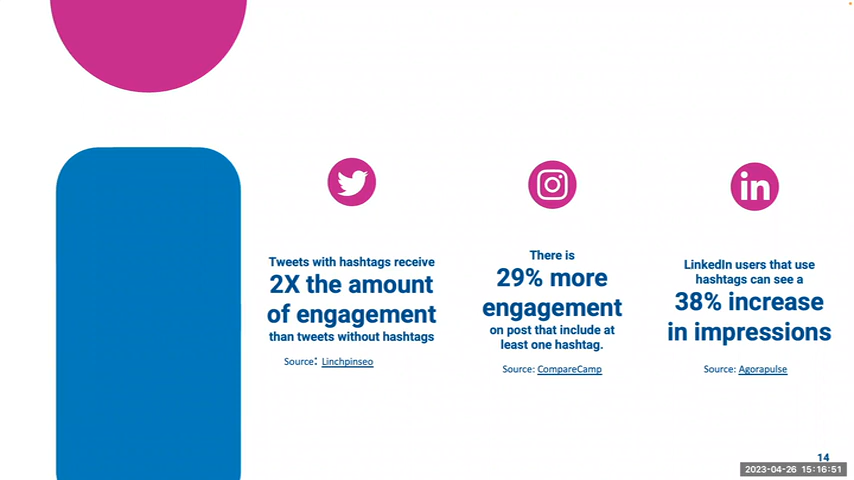 Tweets with hashtags receive
2X the amount
of engagement
than tweets without hashtags
Source: Linchpinseo
There is
29% more
engagement
on post that include at
least one hashtag.
Source: CompareCamp
in
LinkedIn users that use
hashtags can see a
38% increase
in impressions
Source: Agorapulse
14
2023-04-26 15:16:51